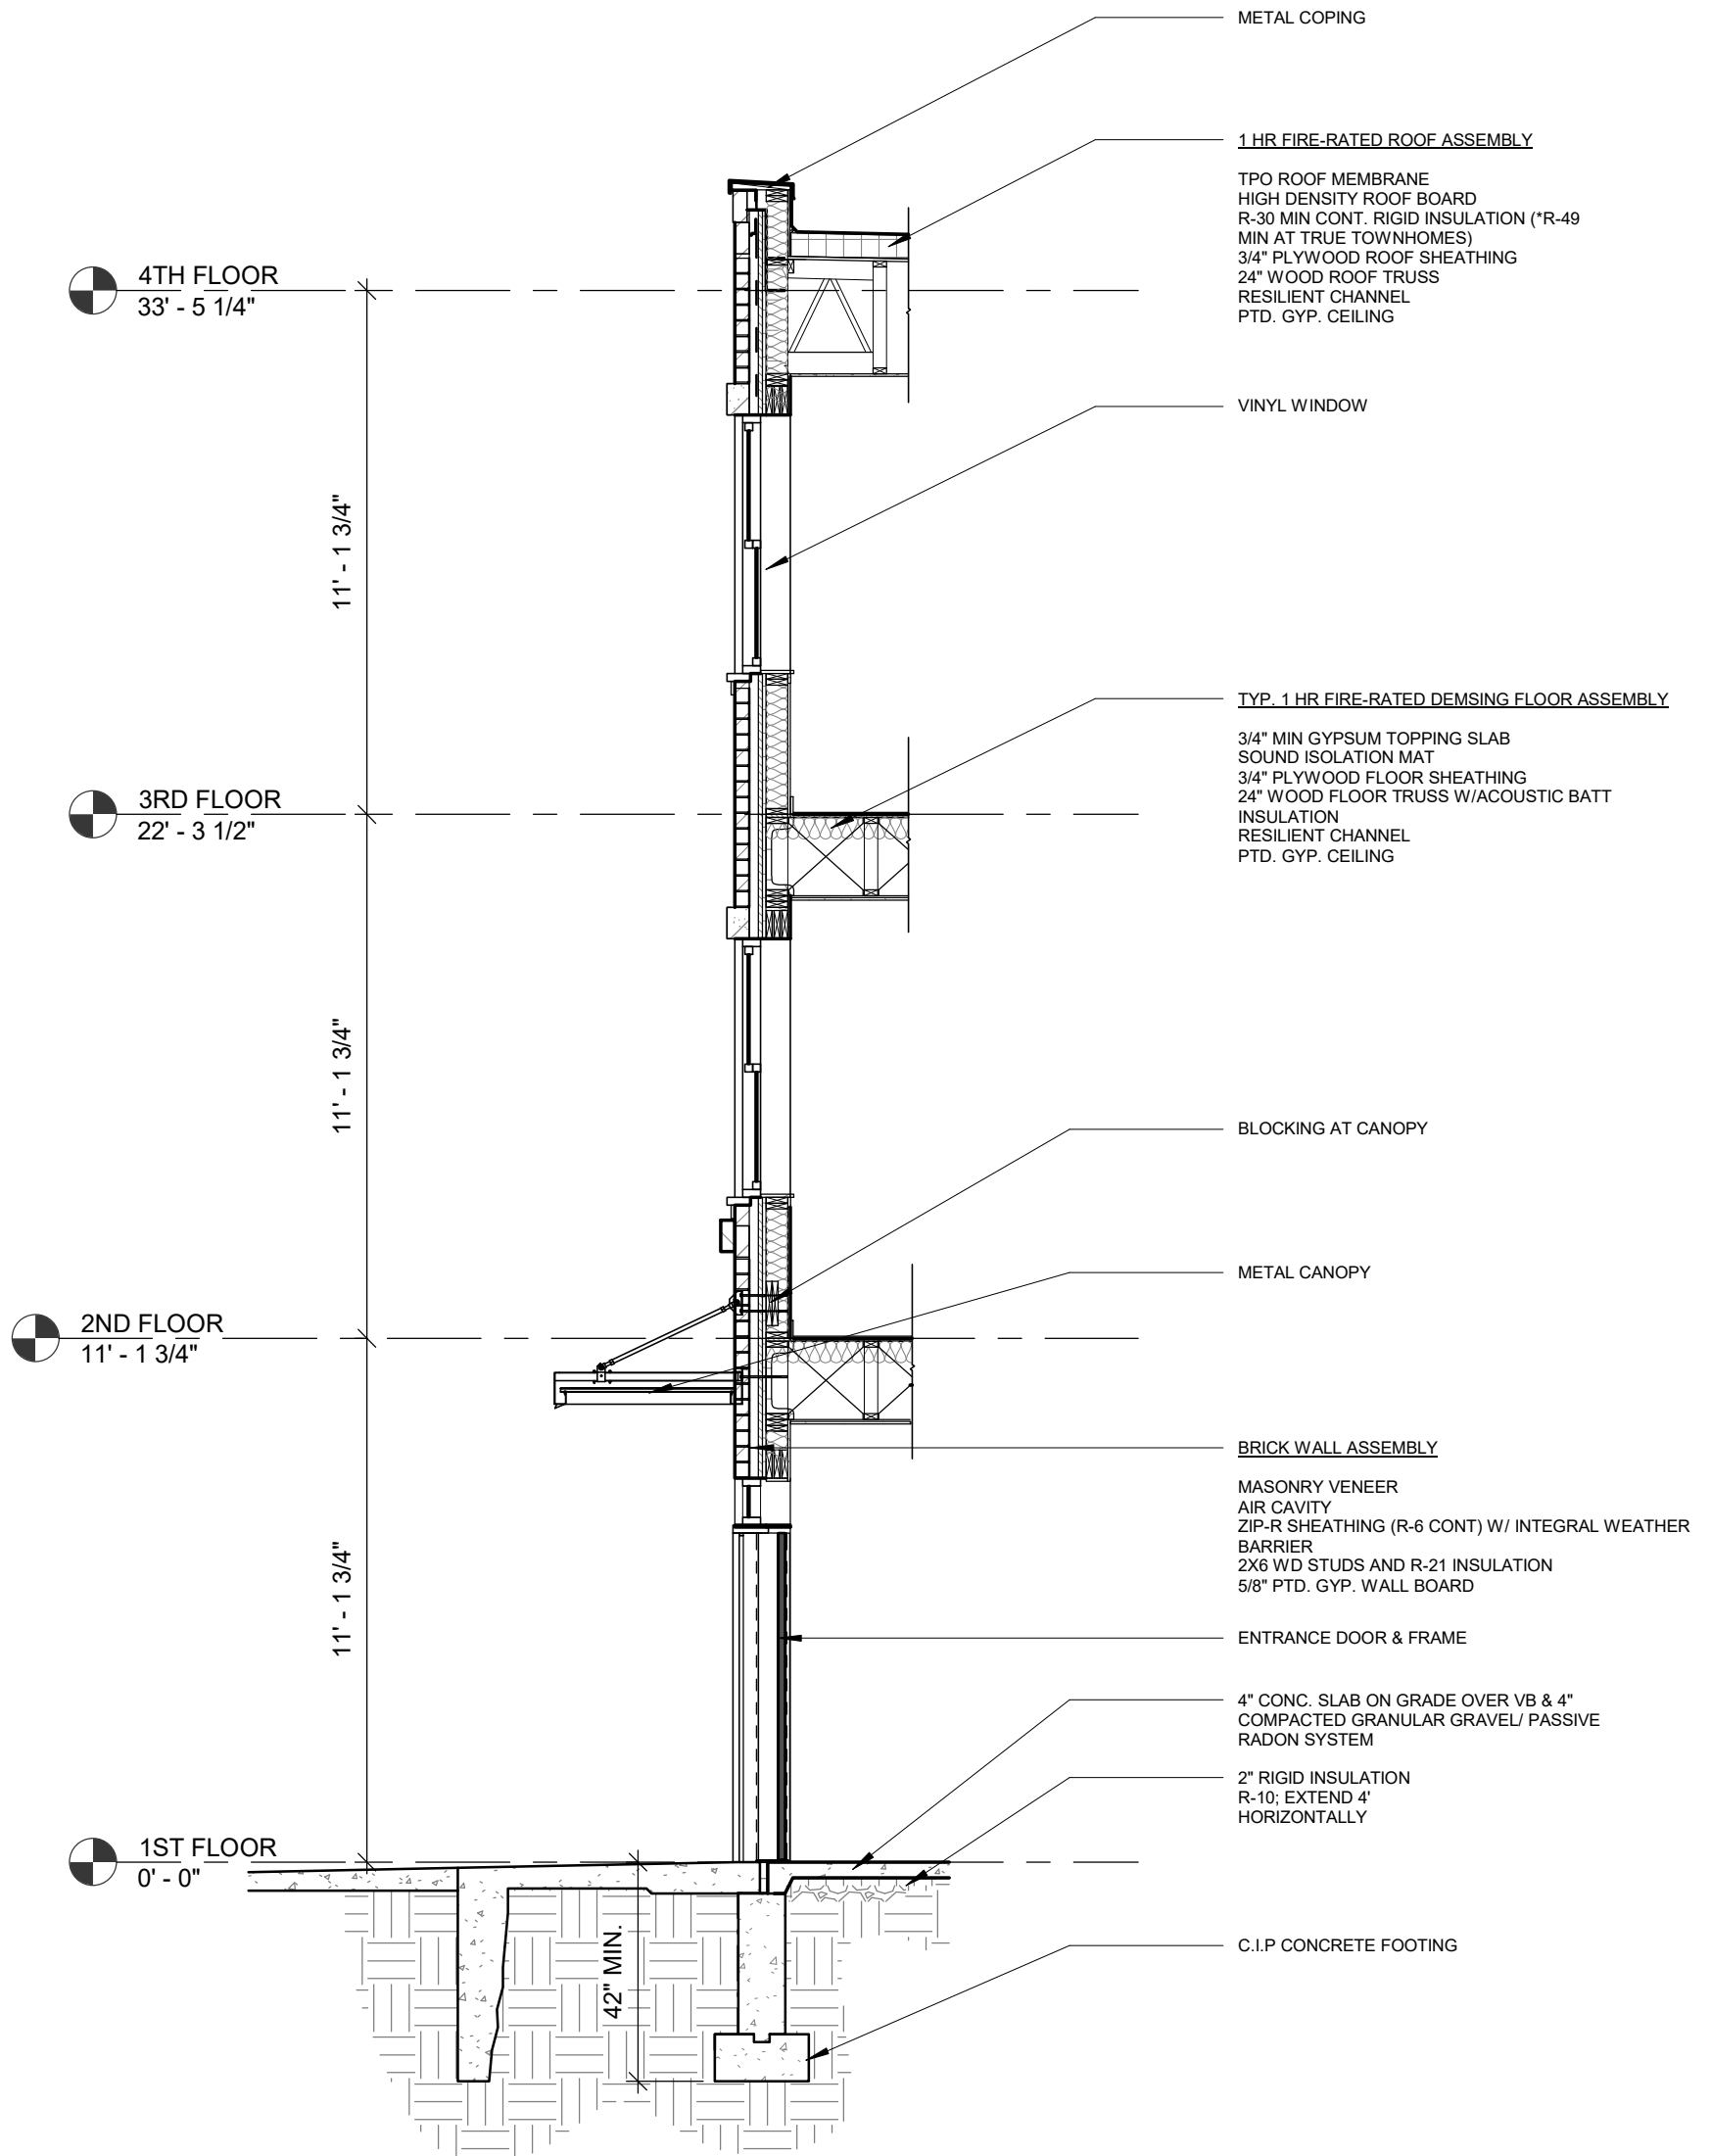 METAL COPING
1 HR FIRE-RATED ROOF ASSEMBLY
TPO ROOF MEMBRANE
HIGH DENSITY ROOF BOARD
R-30 MIN CONT. RIGID INSULATION (*R-49
MIN AT TRUE TOWNHOMES)
3/4" PLYWOOD ROOF SHEATHING
24" WOOD ROOF TRUSS
RESILIENT CHANNEL
PTD. GYP. CEILING
4TH FLOOR
33' - 5 1/4"
VINYL WINDOW
11' - 1 3/4"
TYP. 1 HR FIRE-RATED DEMSING FLOOR ASSEMBLY
3/4" MIN GYPSUM TOPPING SLAB
SOUND ISOLATION MAT
3/4" PLYWOOD FLOOR SHEATHING
24" WOOD FLOOR TRUSS W/ACOUSTIC BATT
INSULATION
RESILIENT CHANNEL
PTD. GYP. CEILING
3RD FLOOR
22' - 3 1/2"
11' - 1 3/4"
BLOCKING AT CANOPY
METAL CANOPY
2ND FLOOR
11' - 1 3/4"
BRICK WALL ASSEMBLY
MASONRY VENEER
AIR CAVITY
ZIP-R SHEATHING (R-6 CONT) W/ INTEGRAL WEATHER
BARRIER
2X6 WD STUDS AND R-21 INSULATION
5/8" PTD. GYP. WALL BOARD
11' - 1 3/4"
ENTRANCE DOOR & FRAME
4" CONC. SLAB ON GRADE OVER VB & 4"
COMPACTED GRANULAR GRAVEL/ PASSIVE
RADON SYSTEM
2" RIGID INSULATION
R-10; EXTEND 4'
HORIZONTALLY
1ST FLOOR
0' - 0"
42" MIN.
C.I.P CONCRETE FOOTING